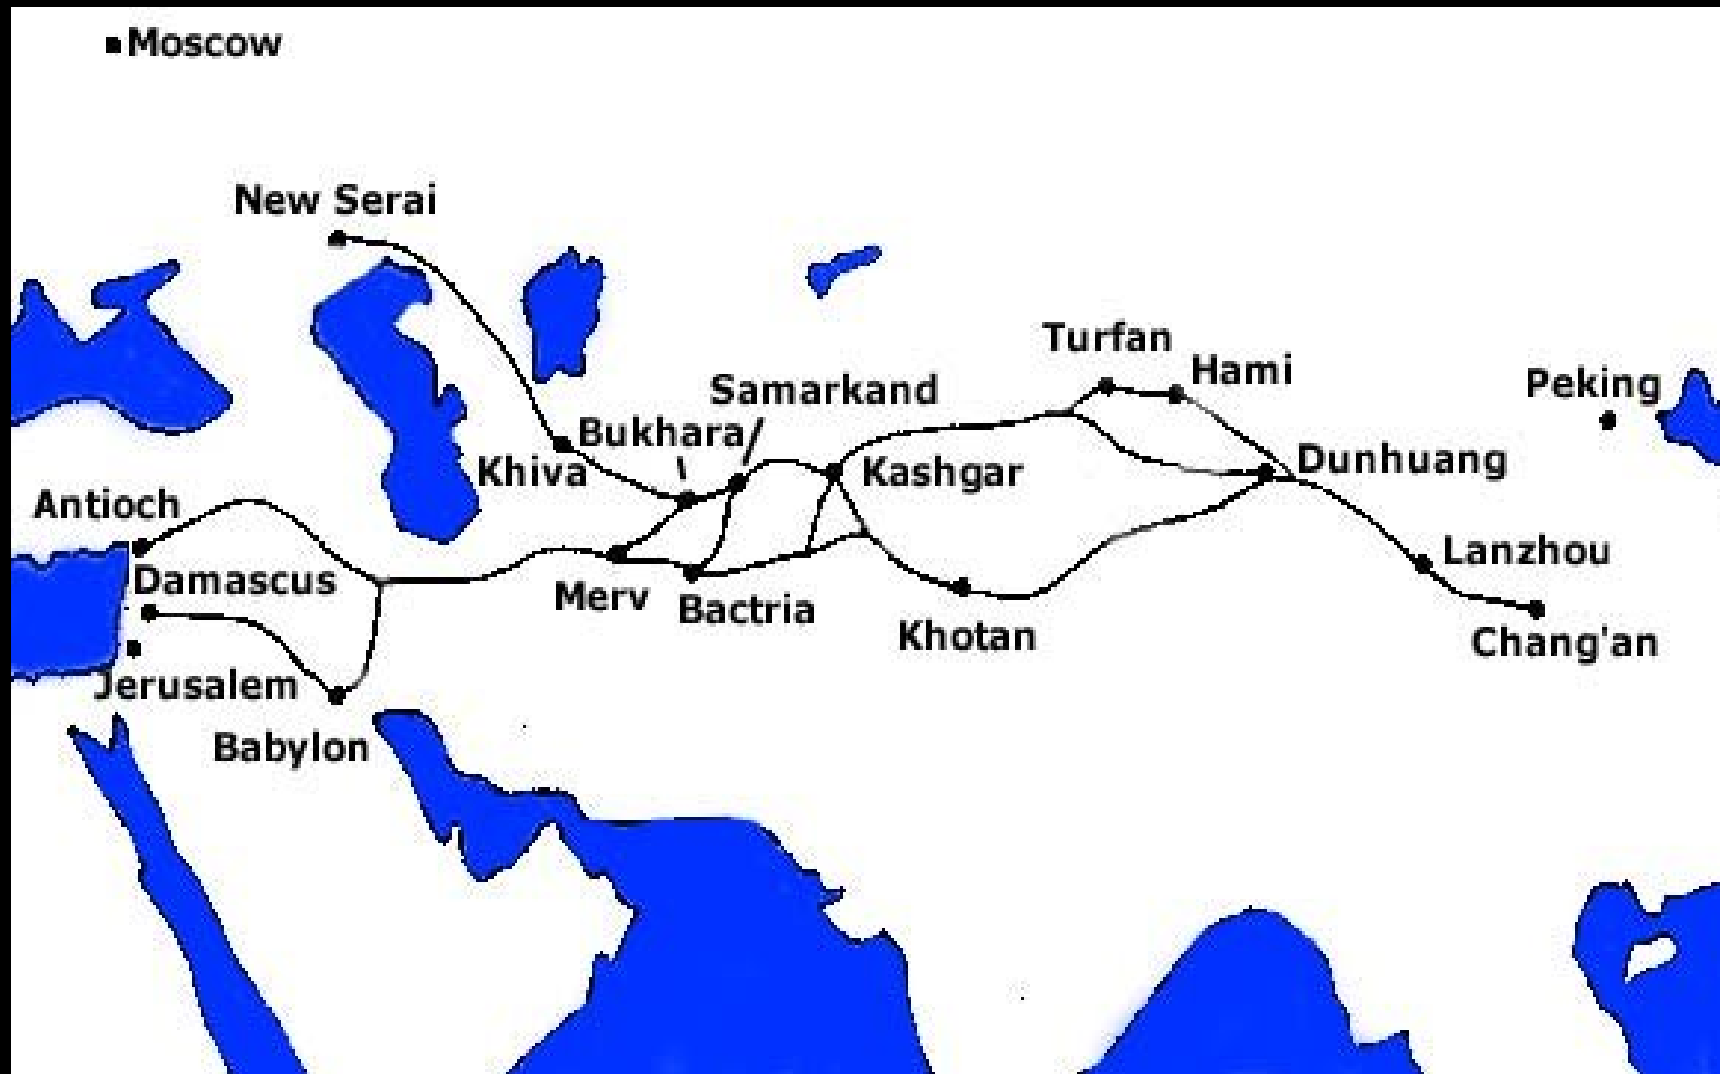 Moscow
New Serai
Turfan
Hami
Peking
Samarkand
Bukhara
Khiva
Kashgar
Dunhuang
Antioch
Damascus
Merv
Bactria
Khotan
Lanzhou
Chang'an
Jerusalem
Babylon